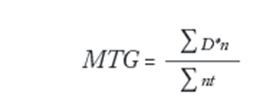 MTG = ∑ D*n
∑ nt